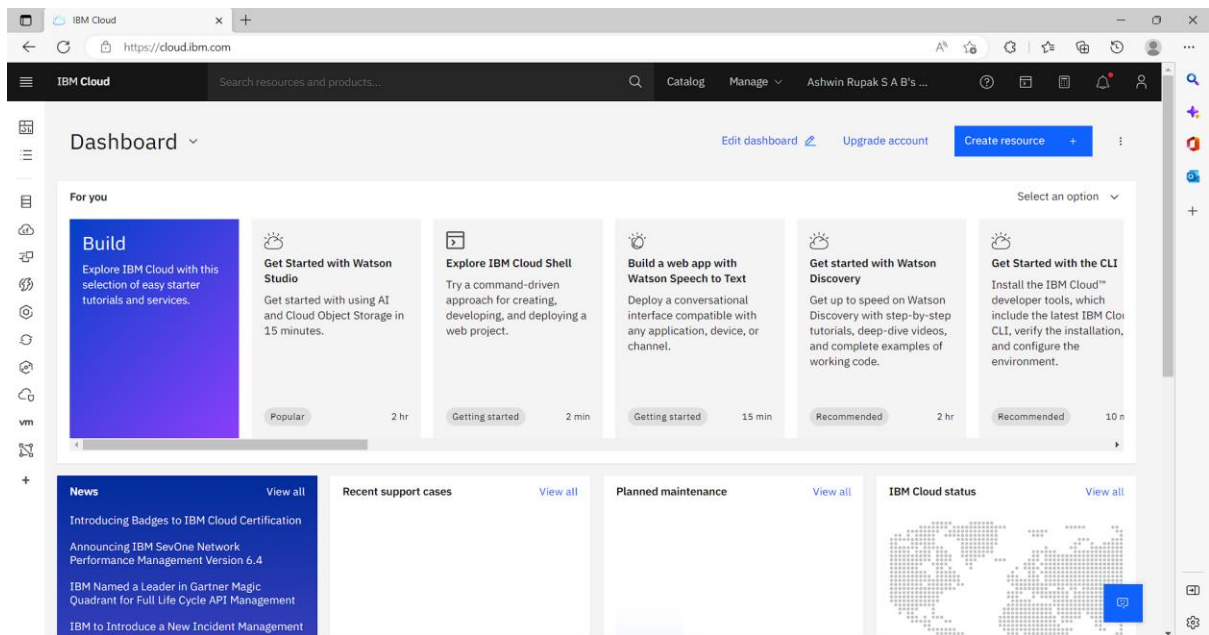 IBM Cloud
https://cloud.ibm.com
IBM Cloud
Search resources and products...
Catalog
Manage
Ashwin Rupak S A B's ...
Dashboard
Edit dashboard
Upgrade account
Create resource +
For you
Select an option
Build
Explore IBM Cloud with this
selection of easy starter
tutorials and services.
Get Started with Watson
Studio
Get started with using AI
and Cloud Object Storage in
15 minutes.
Popular
2 hr
Explore IBM Cloud Shell
Try a command-driven
approach for creating,
developing, and deploying a
web project.
Getting started
2 min
Build a web app with
Watson Speech to Text
Deploy a conversational
interface compatible with
any application, device, or
channel.
Getting started
15 min
Get started with Watson
Discovery
Get up to speed on Watson
Discovery with step-by-step
tutorials, deep-dive videos,
and complete examples of
working code.
Recommended
2 hr
Get Started with the CLI
Install the IBM Cloud™
developer tools, which
include the latest IBM Clou
CLI, verify the installation,
and configure the
environment.
Recommended
10 n
vm
News
View all
Introducing Badges to IBM Cloud Certification
Announcing IBM SevOne Network
Performance Management Version 6.4
IBM Named a Leader in Gartner Magic
Quadrant for Full Life Cycle API Management
IBM to Introduce a New Incident Management
Recent support cases
View all
Planned maintenance
View all
IBM Cloud status
View all